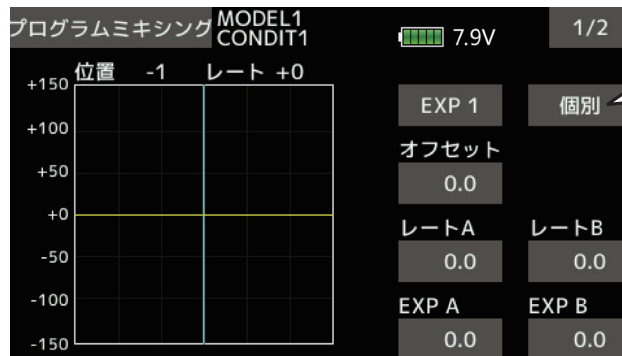 プログラムミキシング
MODEL1
CONDIT1
7.9V
1/2
位置 -1 レート +0
+150
+100
+50
+0
-50
-100
-150
EXP 1
個別
オフセット
0.0
レートA
レートB
0.0
0.0
EXP A
EXP B
0.0
0.0